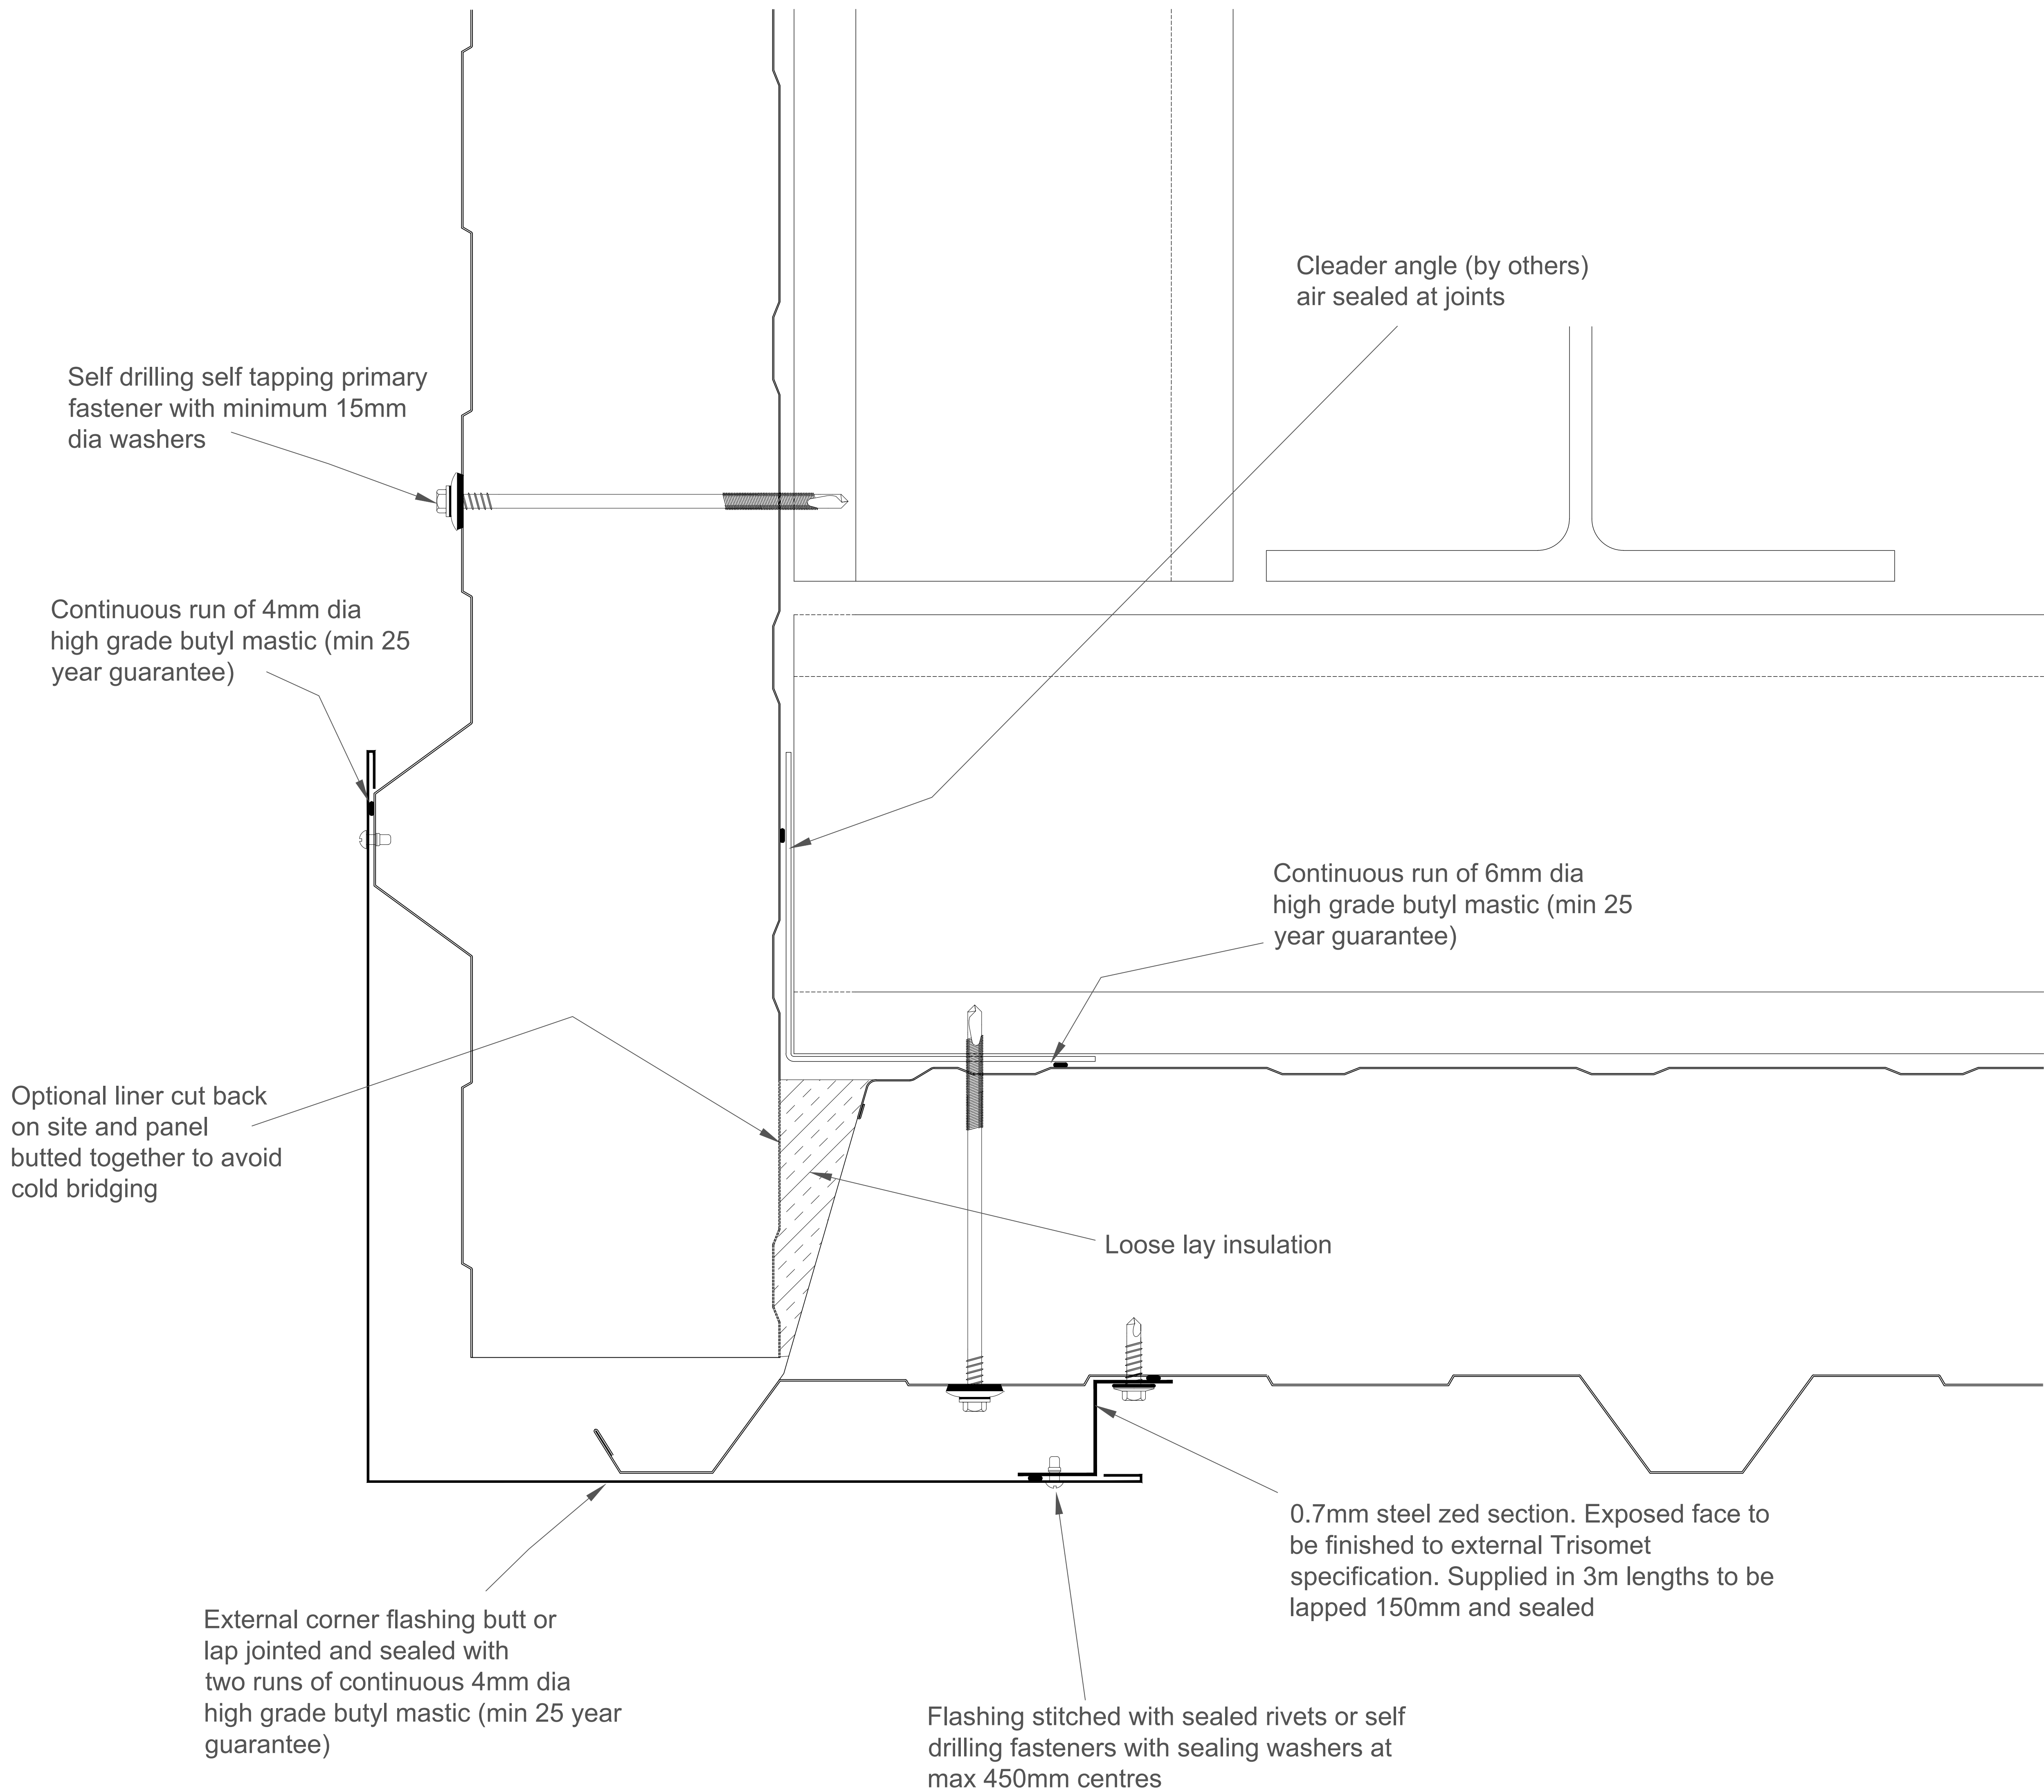 Cleader angle (by others)
air sealed at joints
Self drilling self tapping primary
fastener with minimum 15mm
dia washers
Continuous run of 4mm dia
high grade butyl mastic (min 25
year guarantee)
Continuous run of 6mm dia
high grade butyl mastic (min 25
year guarantee)
Optional liner cut back
on site and panel
butted together to avoid
cold bridging
Loose lay insulation
0.7mm steel zed section. Exposed face to
be finished to external Trisomet
specification. Supplied in 3m lengths to be
lapped 150mm and sealed
External corner flashing butt or
lap jointed and sealed with
two runs of continuous 4mm dia
high grade butyl mastic (min 25 year
guarantee)
Flashing stitched with sealed rivets or self
drilling fasteners with sealing washers at
max 450mm centres